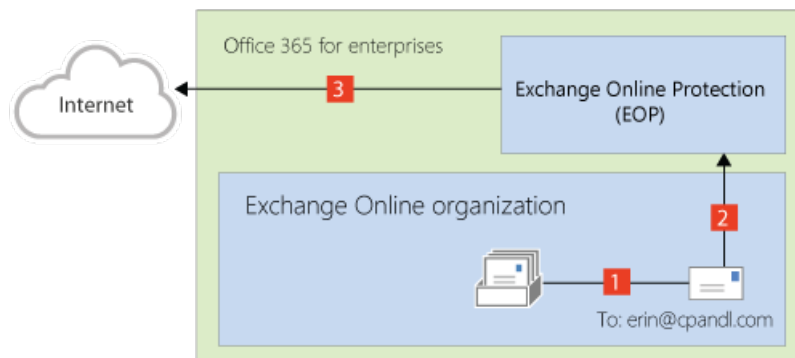 Office 365 for enterprises
Internet
3
Exchange Online Protection
(EOP)
Exchange Online organization
2
1
To: erin@cpandl.com